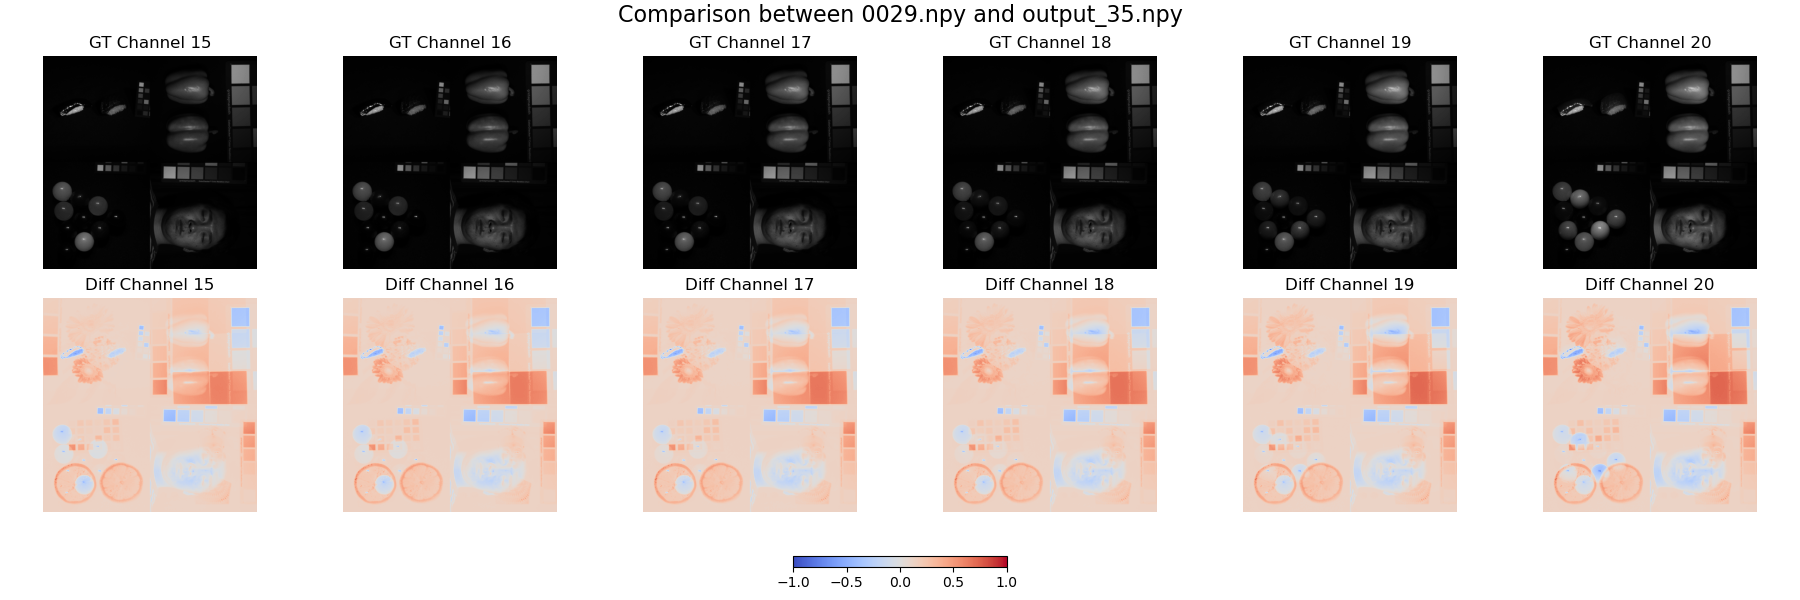 Comparison between 0029.npy and output_35.npy
GT Channel 15
GT Channel 16
GT Channel 17
GT Channel 18
GT Channel 19
GT Channel 20
Diff Channel 15
Diff Channel 16
Diff Channel 17
Diff Channel 18
Diff Channel 19
Diff Channel 20
−1.0 −0.5 0.0 0.5 1.0